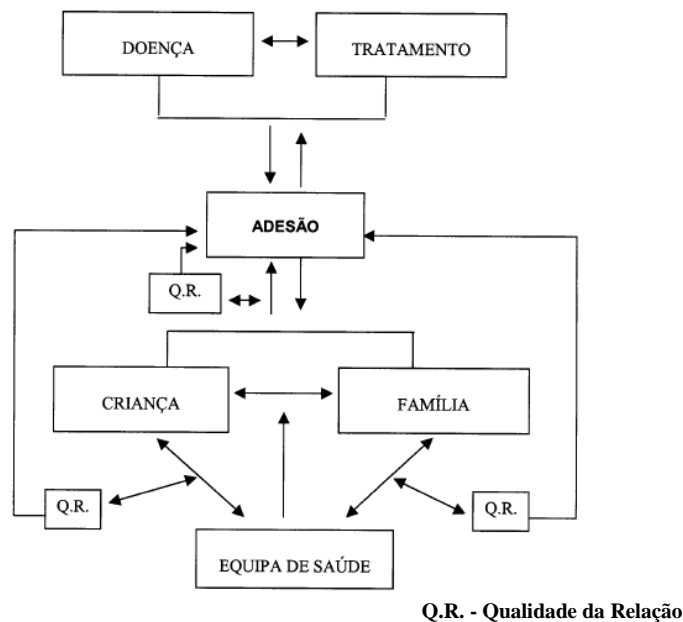 DOENÇA
TRATAMENTO
ADESÃO
Q.R.
CRIANÇA
FAMÍLIA
Q.R.
Q.R.
EQUIPA DE SAÚDE
Q.R. - Qualidade da Relação